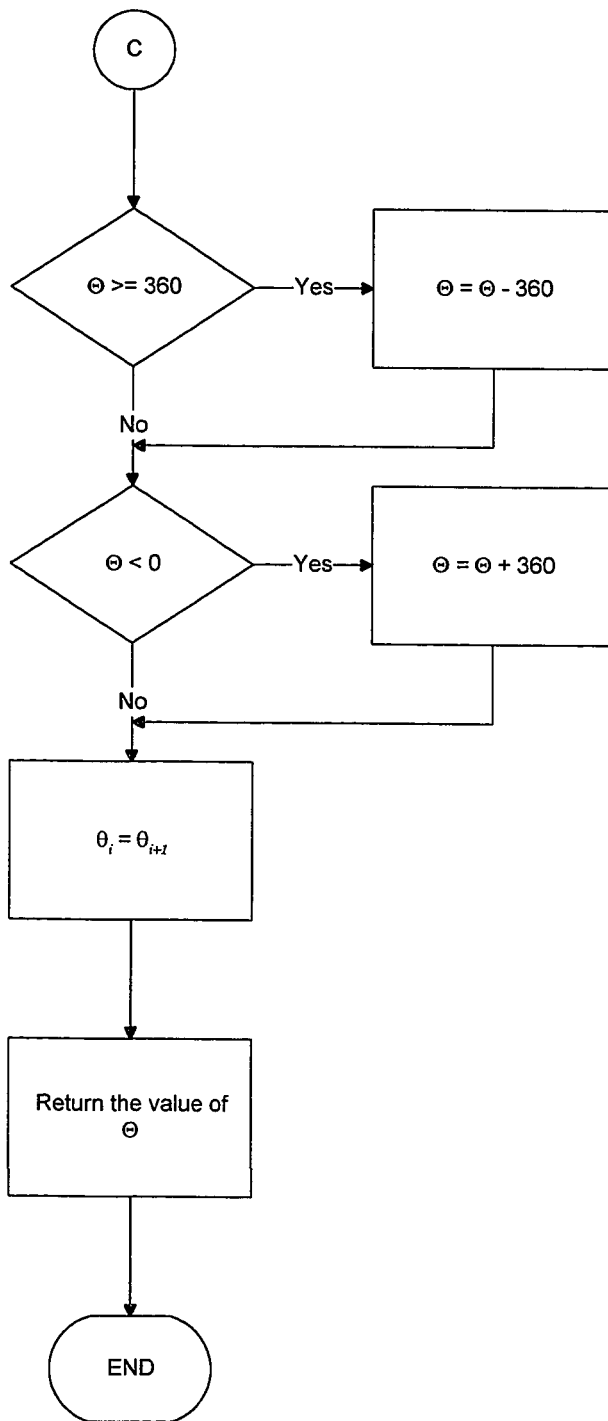 C
Θ >= 360
Yes
Θ = Θ - 360
No
Θ < 0
Yes
Θ = Θ + 360
No
θᵢ = θᵢ₊₁
Return the value of
Θ
END